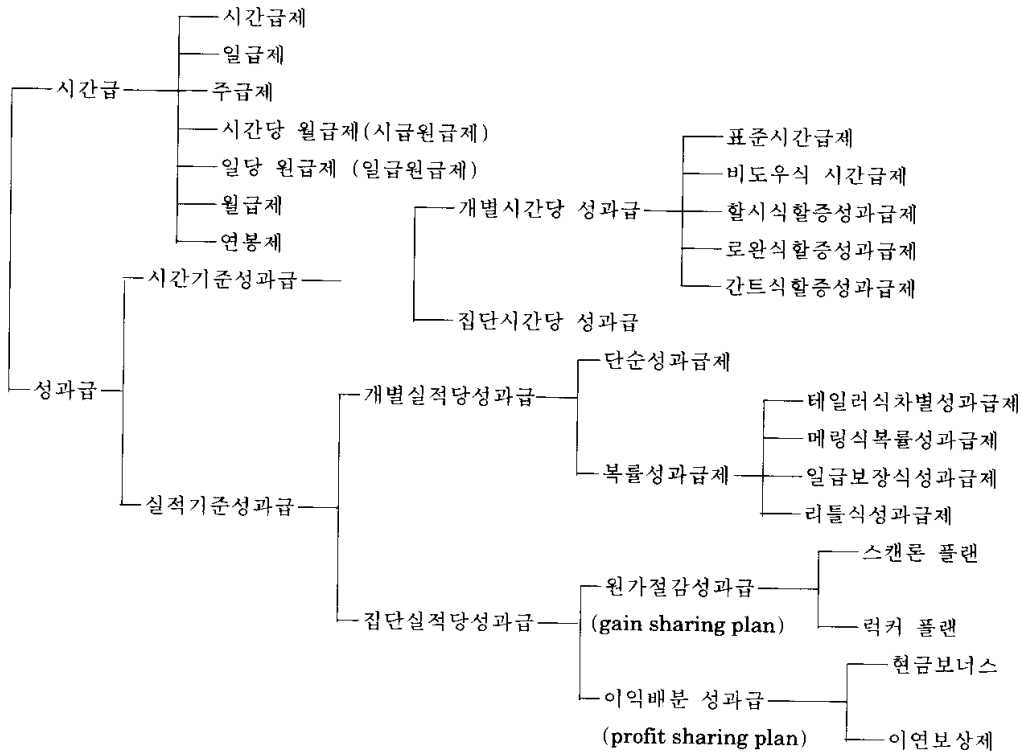 시간급
시간급제
일급제
주급제
시간당 월급제(시급원급제)
일당 원급제 (일급원급제)
월급제
연봉제
성과급
시간기준성과급
개별시간당 성과급
표준시간급제
비도우식 시간급제
할시식할증성과급제
로완식할증성과급제
간트식할증성과급제
집단시간당 성과급
실적기준성과급
개별실적당성과급
단순성과급제
복률성과급제
테일러식차별성과급제
메링식복률성과급제
일급보장식성과급제
리틀식성과급제
집단실적당성과급
원가절감성과급
(gain sharing plan)
스캔론 플랜
럭커 플랜
이익배분 성과급
(profit sharing plan)
현금보너스
이연보상제